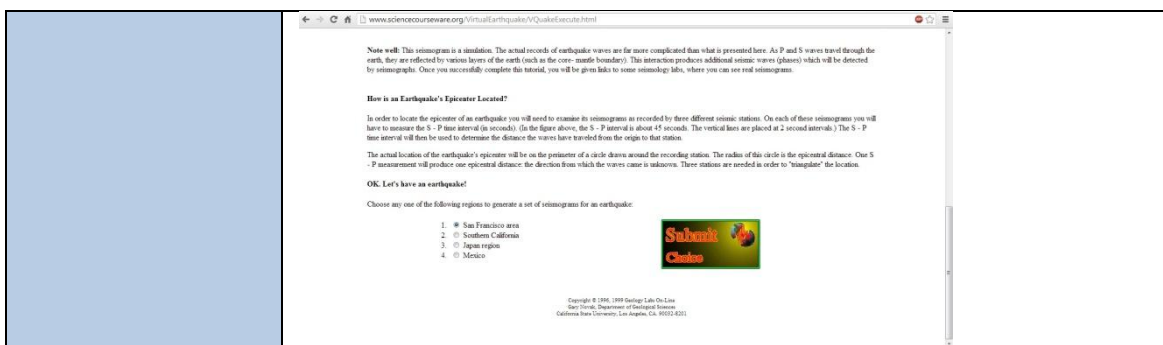 www.sciencecourseware.org/VirtualEarthquake/VQuakeExecute.html
Note well: This seismogram is a simulation. The actual records of earthquake waves are far more complicated than what is presented here. As P and S waves travel through the
earth, they are reflected by various layers of the earth (such as the core- mantle boundary). This interaction produces additional seismic waves (phases) which will be detected
by seismographs. Once you successfully complete this tutorial, you will be given links to some seismology labs, where you can see real seismograms.
How is an Earthquake's Epicenter Located?
In order to locate the epicenter of an earthquake you will need to examine its seismograms as recorded by three different seismic stations. On each of these seismograms you will
have to measure the S - P time interval (in seconds). (In the figure above, the S - P interval is about 45 seconds. The vertical lines are placed at 2 second intervals.) The S - P
time interval will then be used to determine the distance the waves have traveled from the origin to that station.
The actual location of the earthquake's epicenter will be on the perimeter of a circle drawn around the recording station. The radius of this circle is the epicentral distance. One S
- P measurement will produce one epicentral distance: the direction from which the waves came is unknown. Three stations are needed in order to "triangulate" the location.
OK. Let's have an earthquake!
Choose any one of the following regions to generate a set of seismograms for an earthquake:
1. San Francisco area
2. Southern California
3. Japan region
4. Mexico
Submit
Choice
Copyright © 1996, 1999 Geology Labs On-Line
Gary Novak, Department of Geological Sciences
California State University, Los Angeles, CA. 90032-8201